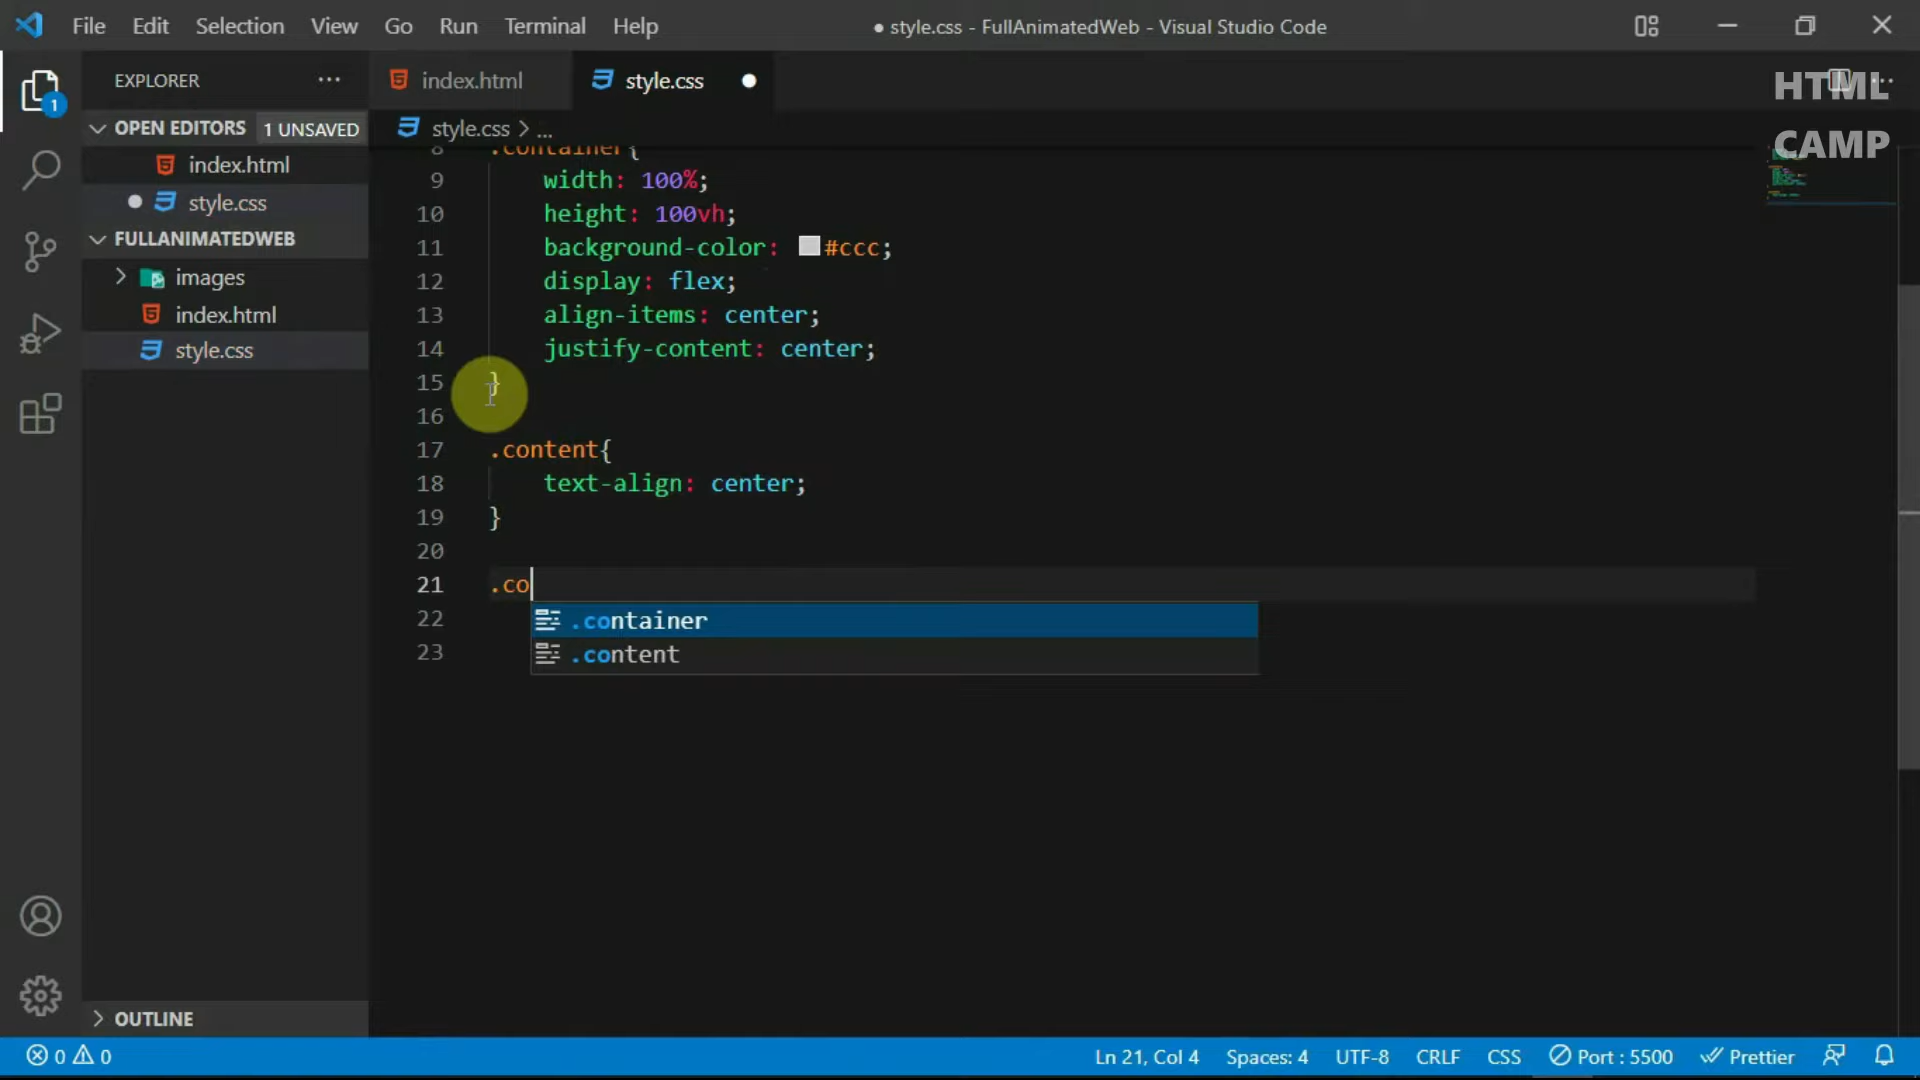 File Edit Selection View Go Run Terminal Help
● style.css - FullAnimatedWeb - Visual Studio Code
HTML
CAMP
1
EXPLORER ...
OPEN EDITORS 1 UNSAVED
index.html
style.css
FULLANIMATEDWEB
images
index.html
style.css
OUTLINE
index.html style.css
style.css > ...
8 .container{
9 width: 100%;
10 height: 100vh;
11 background-color: #ccc;
12 display: flex;
13 align-items: center;
14 justify-content: center;
15 }
16
17 .content{
18 text-align: center;
19 }
20
21 .co
22 .container
23 .content
0 0 Ln 21, Col 4 Spaces: 4 UTF-8 CRLF CSS Port : 5500 Prettier